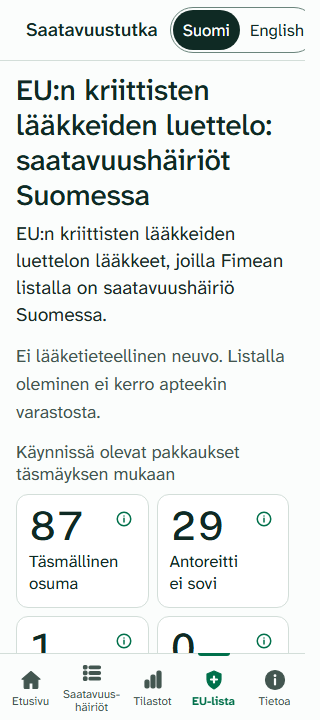 Saatavuustutka
Suomi
English
EU:n kriittisten
lääkkeiden luettelo:
saatavuushäiriöt
Suomessa
EU:n kriittisten lääkkeiden
luettelon lääkkeet, joilla Fimean
listalla on saatavuushäiriö
Suomessa.
Ei lääketieteellinen neuvo. Listalla
oleminen ei kerro apteekin
varastosta.
Käynnissä olevat pakkaukset
täsmäyksen mukaan
87
Täsmällinen
osuma
29
Antoreitti
ei sovi
1
0
Etusivu
Saatavuus-
häiriöt
Tilastot
EU-lista
Tietoa